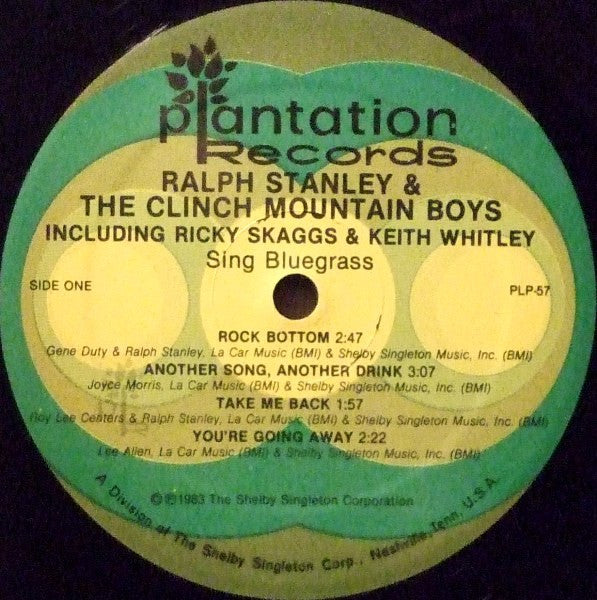 plantation
Records
RALPH STANLEY &
THE CLINCH MOUNTAIN BOYS
INCLUDING RICKY SKAGGS & KEITH WHITLEY
Sing Bluegrass
SIDE ONE
PLP-57
ROCK BOTTOM 2:47
Gene Duty & Ralph Stanley, La Car Music (BMI) & Shelby Singleton Music, Inc. (BMI)
ANOTHER SONG, ANOTHER DRINK 3:07
Joyce Morris, La Car Music (BMI) & Shelby Singleton Music, Inc. (BMI)
TAKE ME BACK 1:57
Roy Lee Centers & Ralph Stanley, La Car Music (BMI) & Shelby Singleton Music, Inc. (BMI)
YOU'RE GOING AWAY 2:22
Lee Allen, La Car Music (BMI) & Shelby Singleton Music, Inc. (BMI)
©℗1983 The Shelby Singleton Corporation
A Division of The Shelby Singleton Corp., Nashville, Tenn. U.S.A.